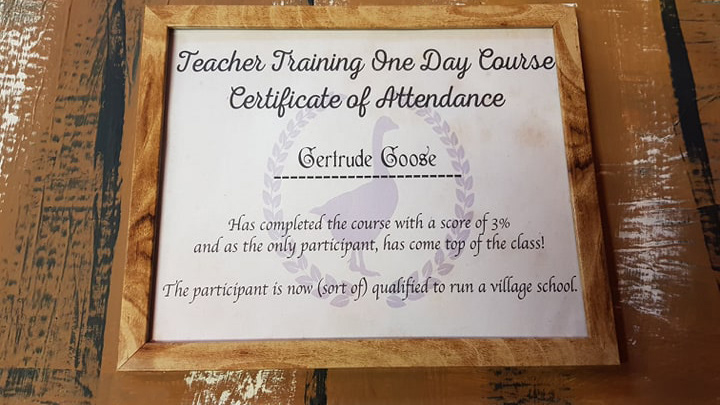 Teacher Training One Day Course
Certificate of Attendance
Gertrude Goose
Has completed the course with a score of 3%
and as the only participant, has come top of the class!
The participant is now (sort of) qualified to run a village school.